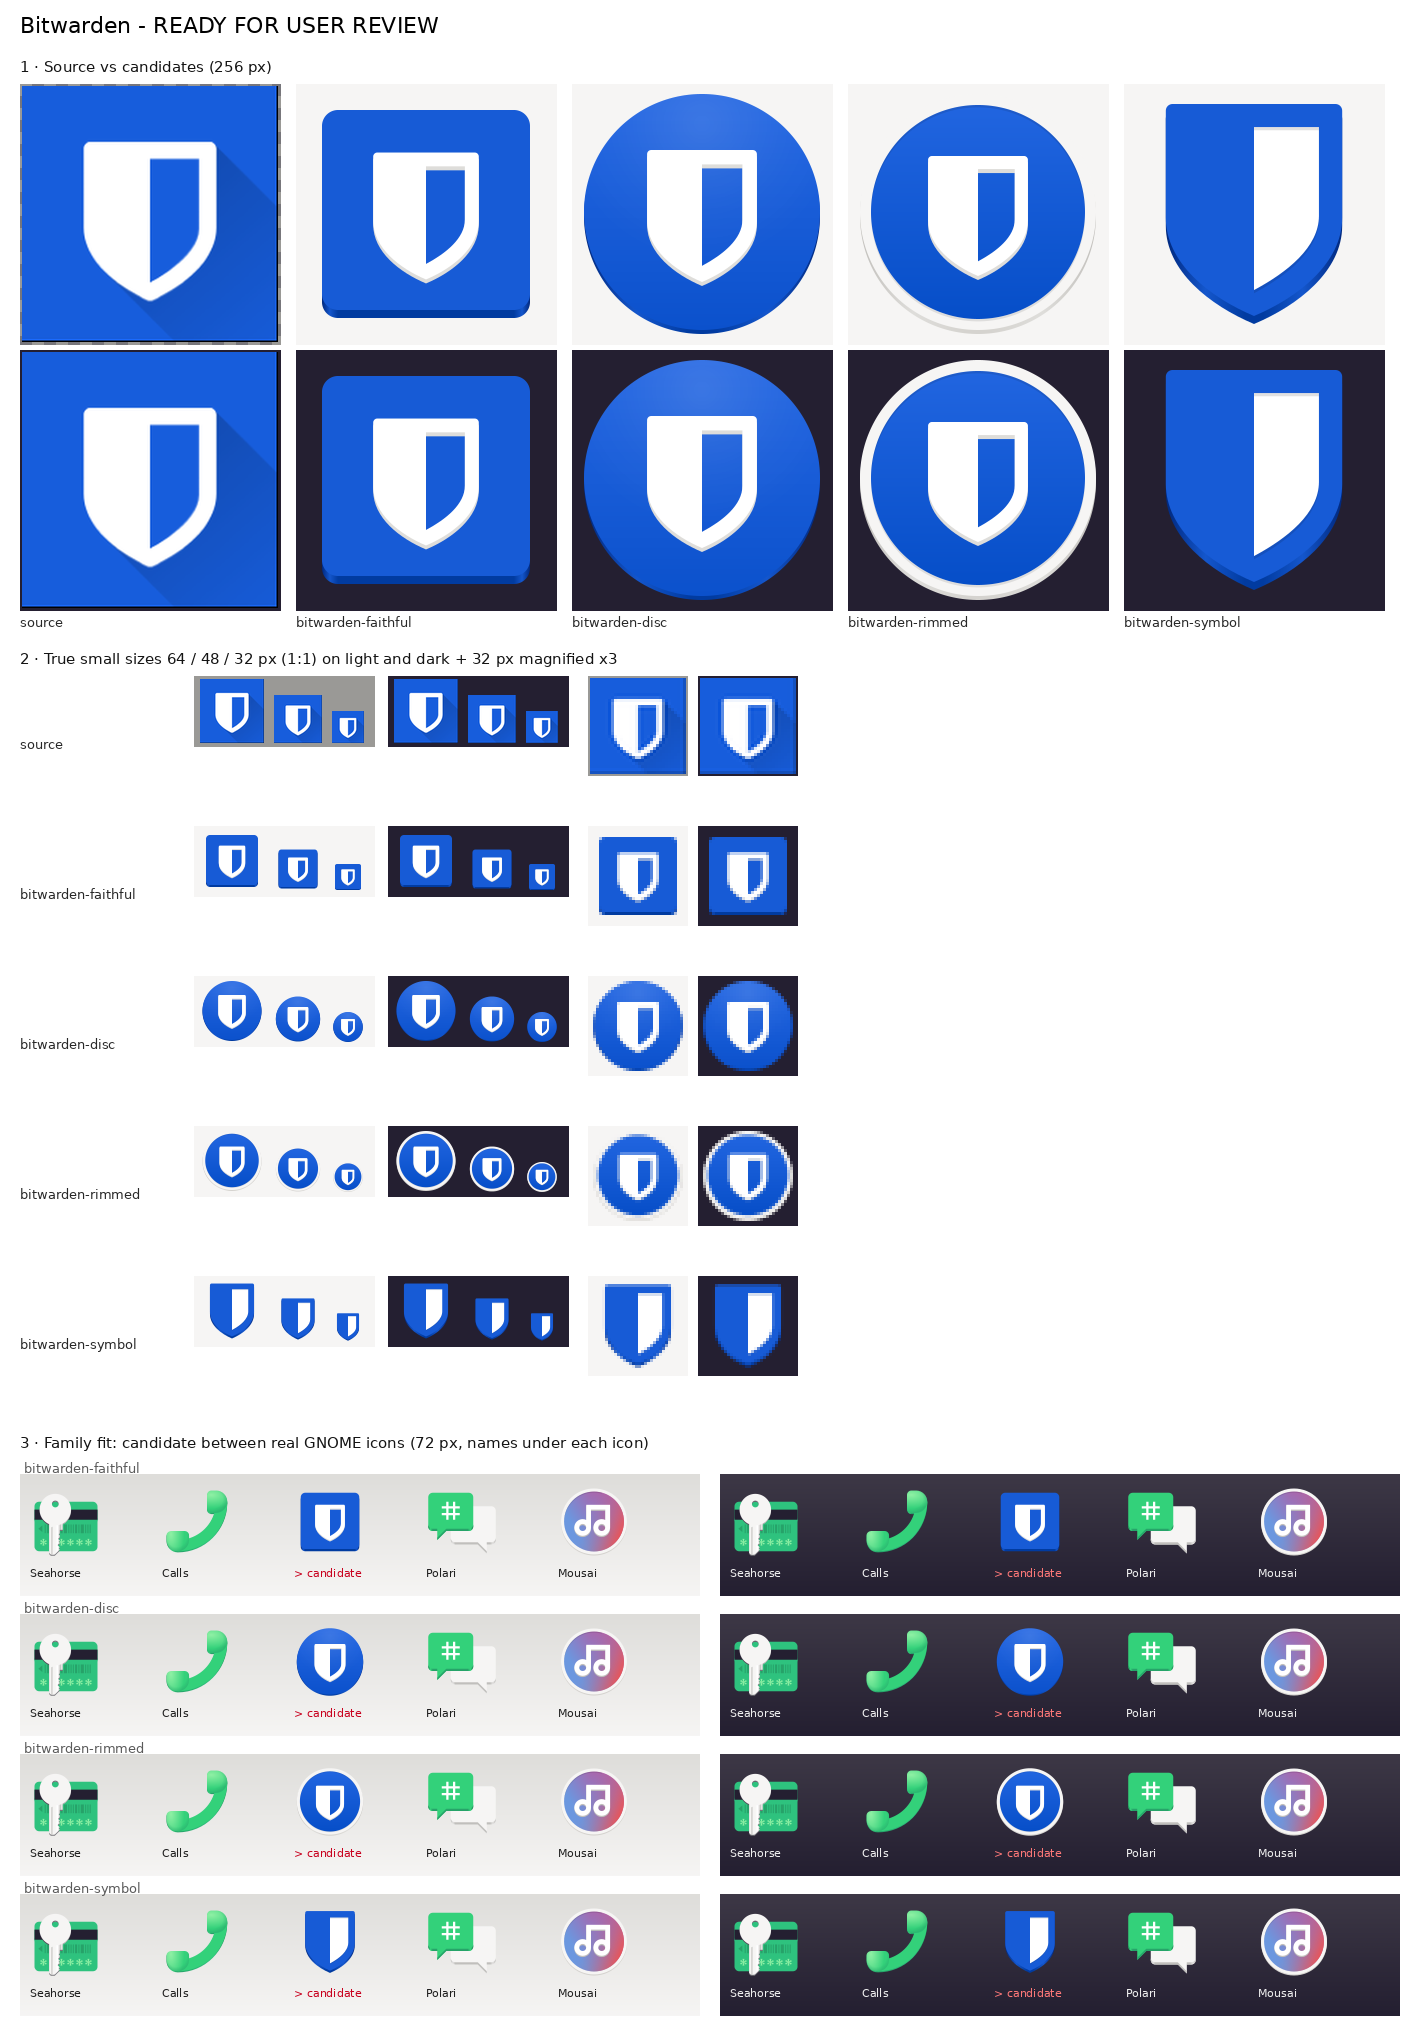 Bitwarden - READY FOR USER REVIEW
1 · Source vs candidates (256 px)
source
bitwarden-faithful
bitwarden-disc
bitwarden-rimmed
bitwarden-symbol
2 · True small sizes 64 / 48 / 32 px (1:1) on light and dark + 32 px magnified x3
source
bitwarden-faithful
bitwarden-disc
bitwarden-rimmed
bitwarden-symbol
3 · Family fit: candidate between real GNOME icons (72 px, names under each icon)
bitwarden-faithful
Seahorse Calls > candidate Polari Mousai
Seahorse Calls > candidate Polari Mousai
bitwarden-disc
Seahorse Calls > candidate Polari Mousai
Seahorse Calls > candidate Polari Mousai
bitwarden-rimmed
Seahorse Calls > candidate Polari Mousai
Seahorse Calls > candidate Polari Mousai
bitwarden-symbol
Seahorse Calls > candidate Polari Mousai
Seahorse Calls > candidate Polari Mousai